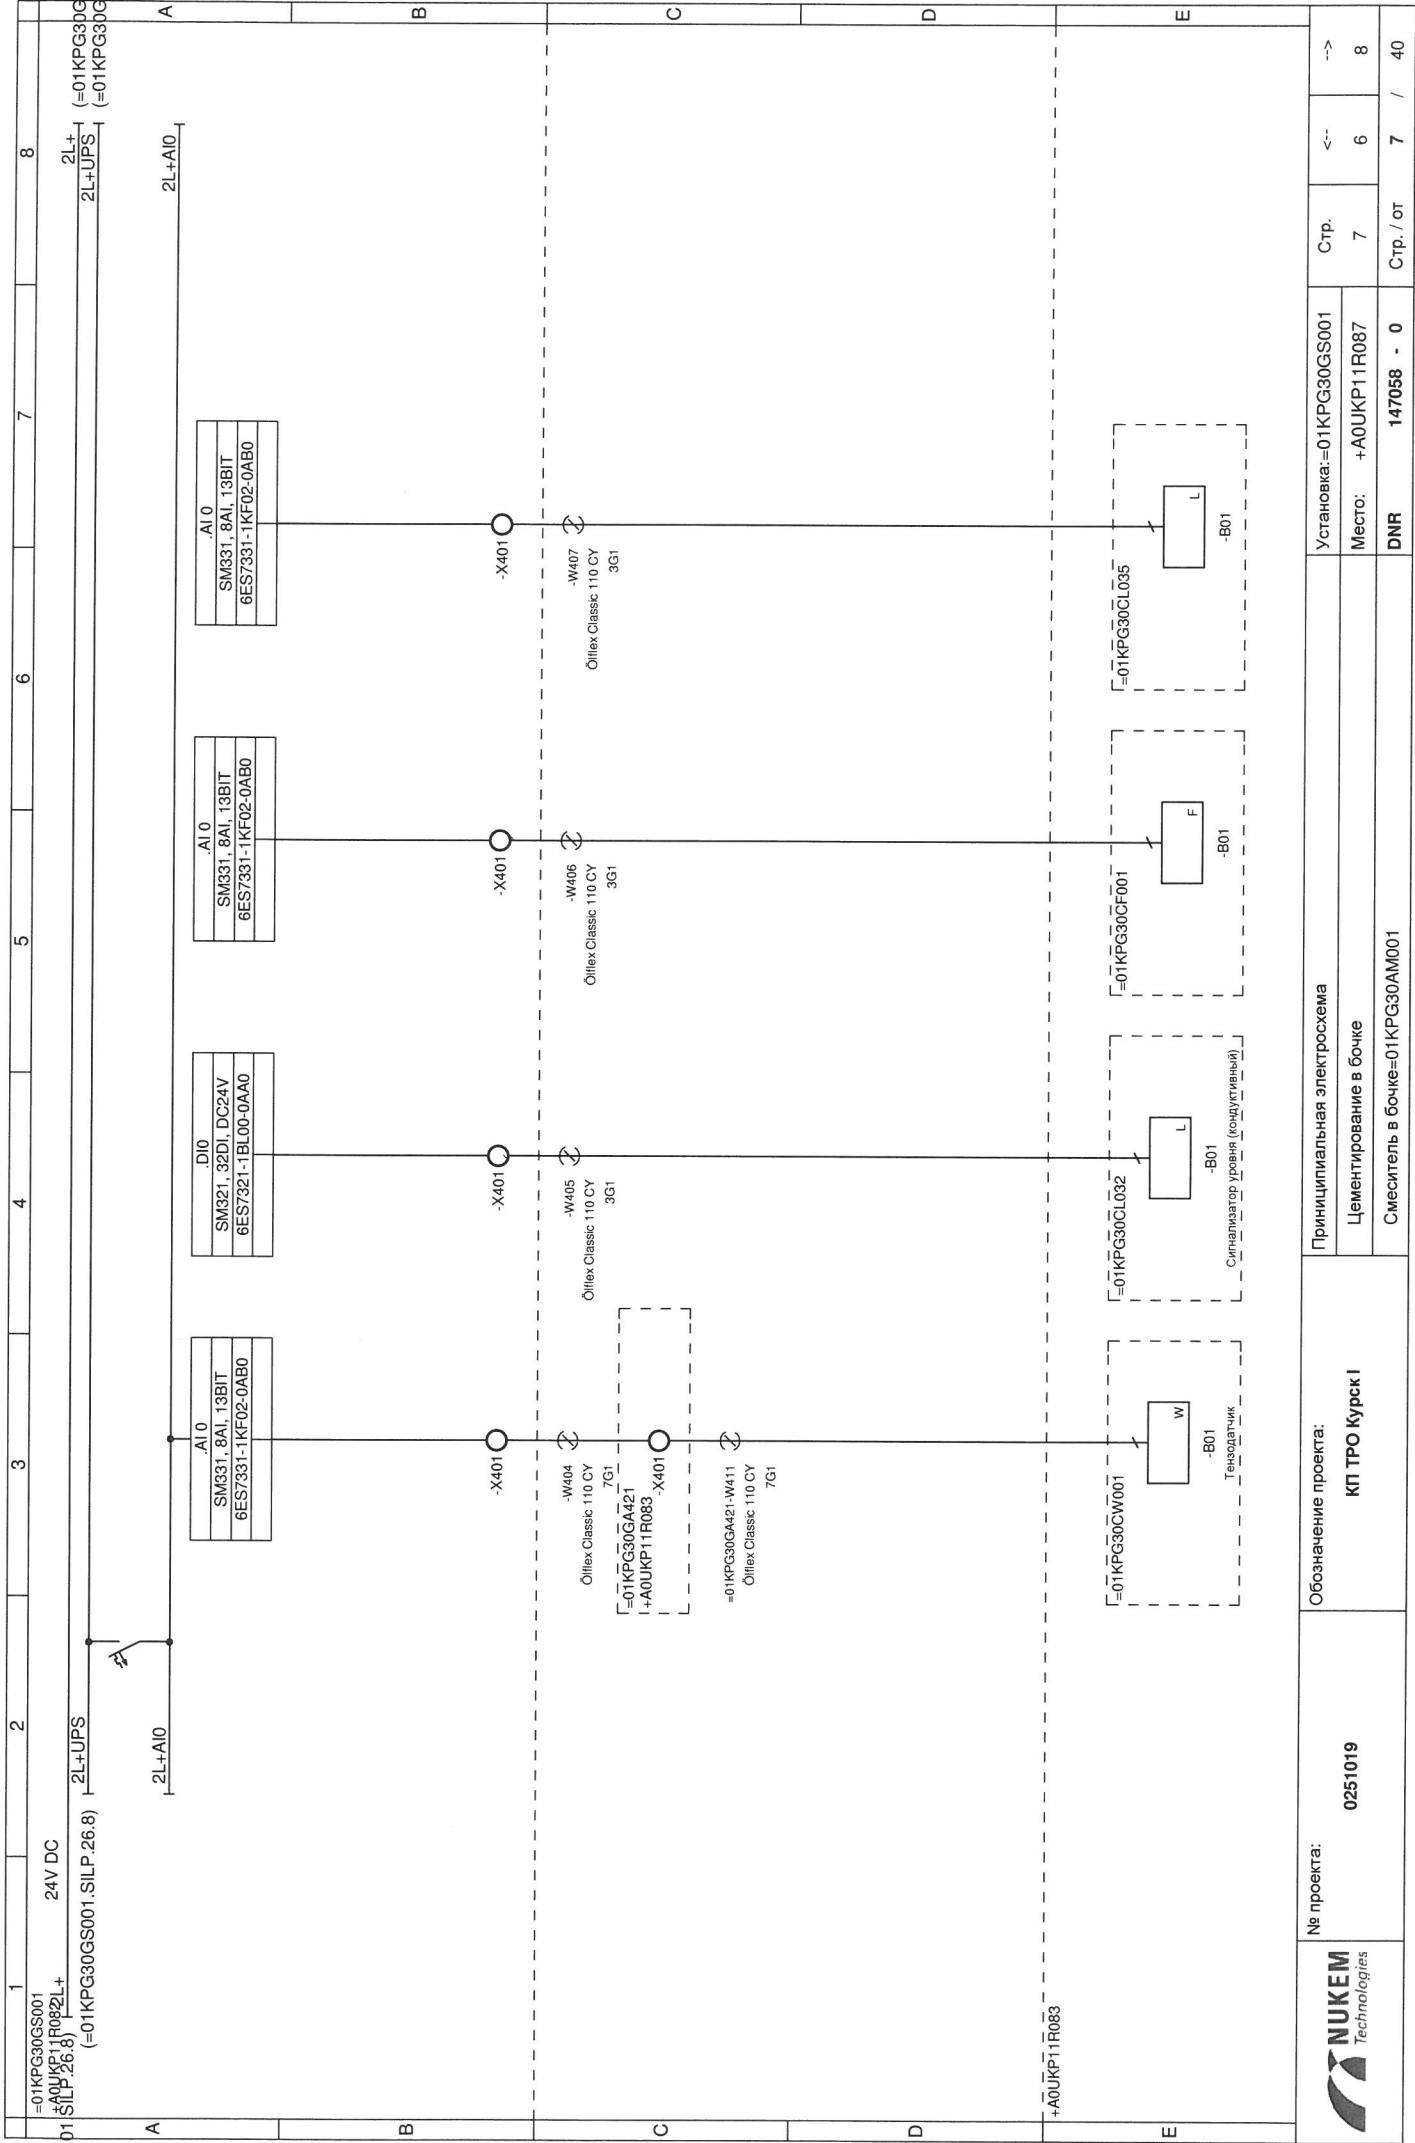 1
2
3
4
5
6
7
8
A
B
C
D
E
A
B
C
D
E
=01KPG30GS001
24V DC
2L+
01.SILP.26.8)
(=01KPG30GS001.SILP.26.8)
2L+UPS
2L+AI0
2L+
(=01KPG30G
2L+UPS
(=01KPG30G
2L+AI0
.AI 0
SM331, 8AI, 13BIT
6ES7331-1KF02-0AB0
.DI0
SM321, 32DI, DC24V
6ES7321-1BL00-0AA0
.AI 0
SM331, 8AI, 13BIT
6ES7331-1KF02-0AB0
.AI 0
SM331, 8AI, 13BIT
6ES7331-1KF02-0AB0
-X401
-X401
-X401
-X401
-W404
Ölflex Classic 110 CY
7G1
-W405
Ölflex Classic 110 CY
3G1
-W406
Ölflex Classic 110 CY
3G1
-W407
Ölflex Classic 110 CY
3G1
=01KPG30GA421
+A0UKP11R083
-X401
=01KPG30GA421-W411
Ölflex Classic 110 CY
7G1
+A0UKP11R083
=01KPG30CW001
W
-B01
Тензодатчик
=01KPG30CL032
L
-B01
Сигнализатор уровня (кондуктивный)
=01KPG30CF001
F
-B01
=01KPG30CL035
L
-B01
NUKEM
Technologies
№ проекта:
0251019
Обозначение проекта:
КП ТРО Курск I
Приниципиальная электросхема
Цементирование в бочке
Смеситель в бочке=01KPG30AM001
Установка:=01KPG30GS001
Место: +A0UKP11R087
DNR 147058 - 0
Стр. <-- -->
7 6 8
Стр. / от 7 / 40